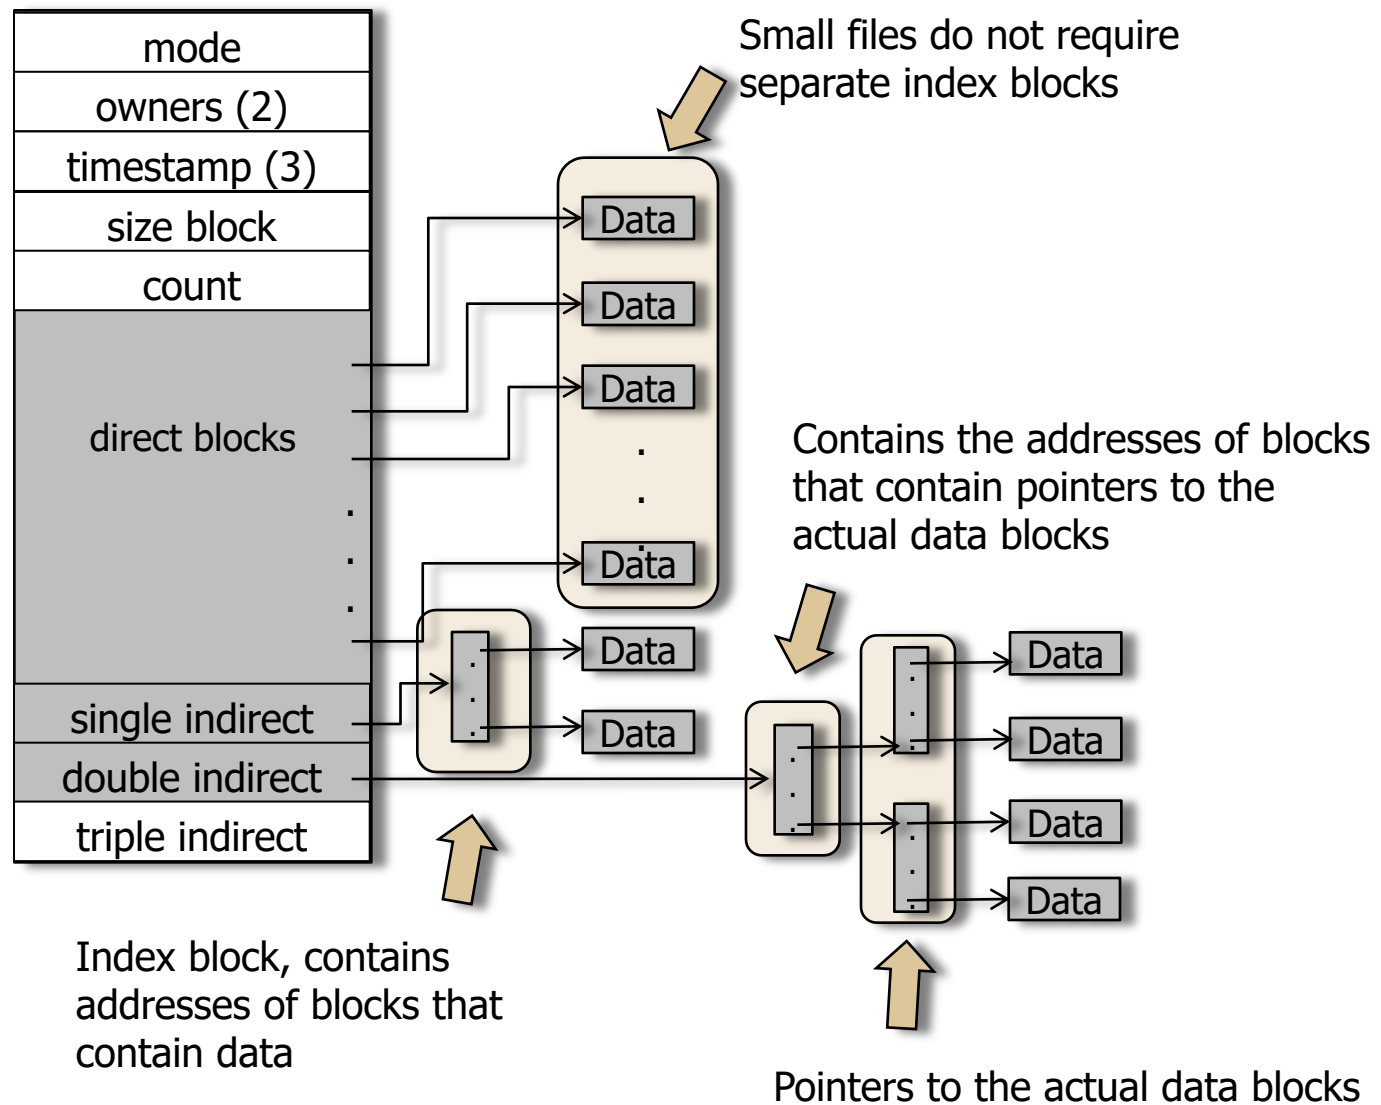 mode
owners (2)
timestamp (3)
size block
count
direct blocks
.
.
.
single indirect
double indirect
triple indirect
Small files do not require
separate index blocks
Data
Data
Data
.
.
.
Data
.
.
.
Data
Data
Index block, contains
addresses of blocks that
contain data
Contains the addresses of blocks
that contain pointers to the
actual data blocks
.
.
.
.
.
.
.
.
.
Data
Data
Data
Data
Pointers to the actual data blocks